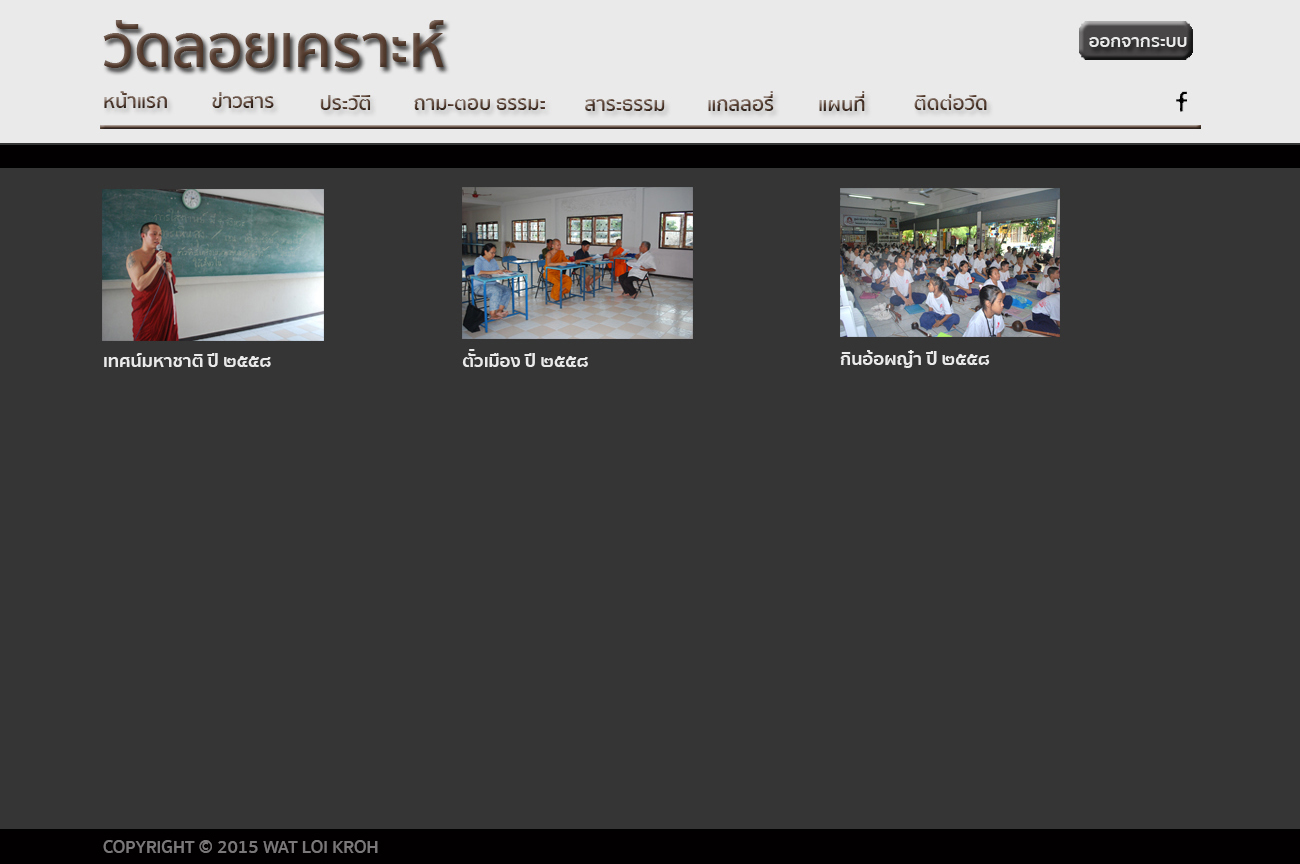 วัดลอยเคราะห์
ออกจากระบบ
หน้าแรก ข่าวสาร ประวัติ ถาม-ตอบ ธรรมะ สาระธรรม แกลลอรี่ แผนที่ ติดต่อวัด f
เทศน์มหาชาติ ปี ๒๕๕๘ ตั๋วเมือง ปี ๒๕๕๘ กินอ้อผญ๋า ปี ๒๕๕๘
COPYRIGHT © 2015 WAT LOI KROH